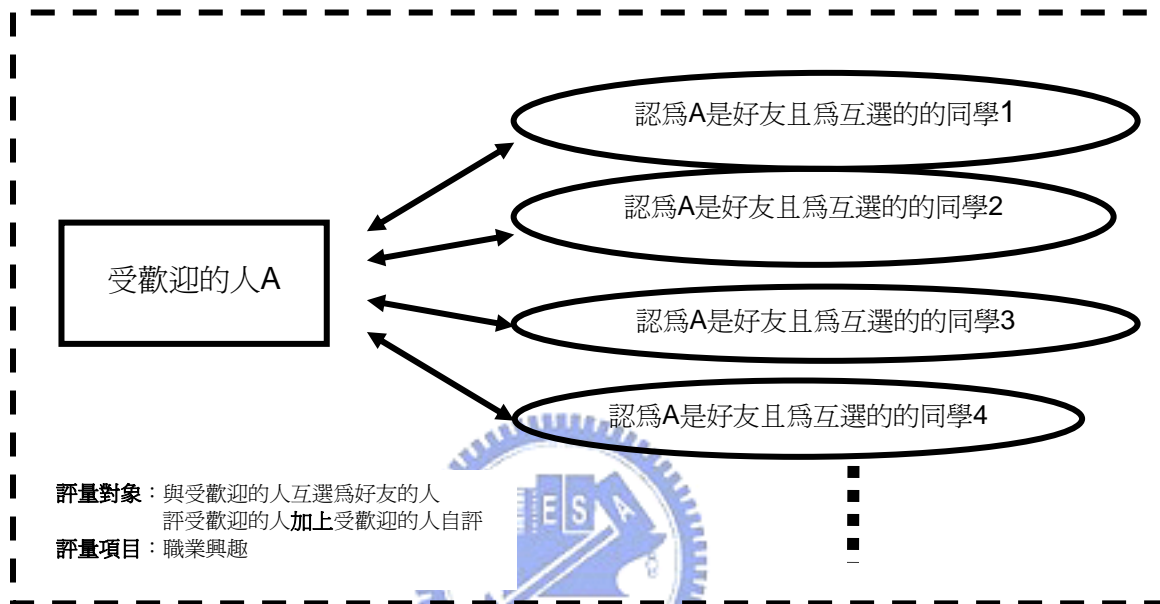 認爲A是好友且爲互選的的同學1
認爲A是好友且爲互選的的同學2
受歡迎的人A
認爲A是好友且爲互選的的同學3
認爲A是好友且爲互選的的同學4
評量對象：與受歡迎的人互選爲好友的人
評受歡迎的人加上受歡迎的人自評
評量項目：職業興趣
ES